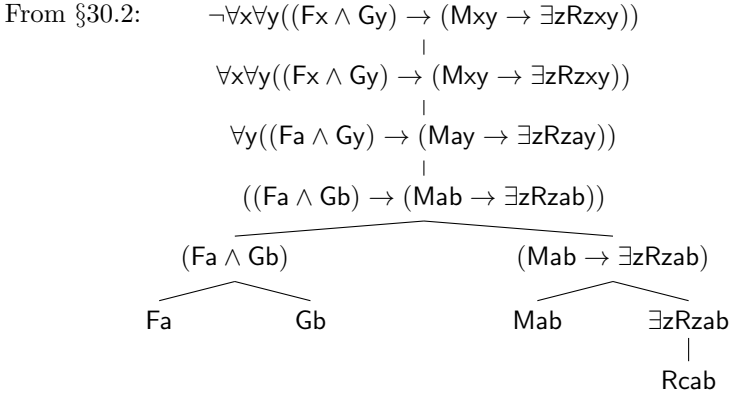 From §30.2: ¬∀x∀y((Fx ∧ Gy) → (Mxy → ∃zRzxy))
∀x∀y((Fx ∧ Gy) → (Mxy → ∃zRzxy))
∀y((Fa ∧ Gy) → (May → ∃zRzay))
((Fa ∧ Gb) → (Mab → ∃zRzab))
(Fa ∧ Gb) (Mab → ∃zRzab)
Fa Gb Mab ∃zRzab
Rcab